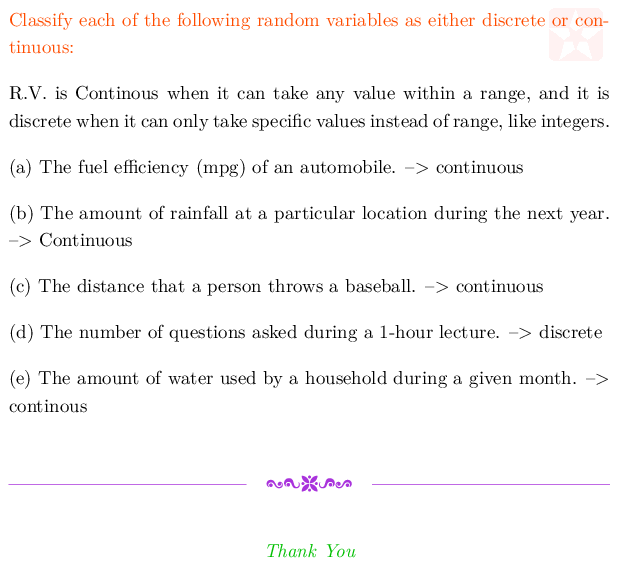 Classify each of the following random variables as either discrete or con-
tinuous:
R.V. is Continous when it can take any value within a range, and it is
discrete when it can only take specific values instead of range, like integers.
(a) The fuel efficiency (mpg) of an automobile. –> continuous
(b) The amount of rainfall at a particular location during the next year.
–> Continuous
(c) The distance that a person throws a baseball. –> continuous
(d) The number of questions asked during a 1-hour lecture. –> discrete
(e) The amount of water used by a household during a given month. –>
continous
Thank You